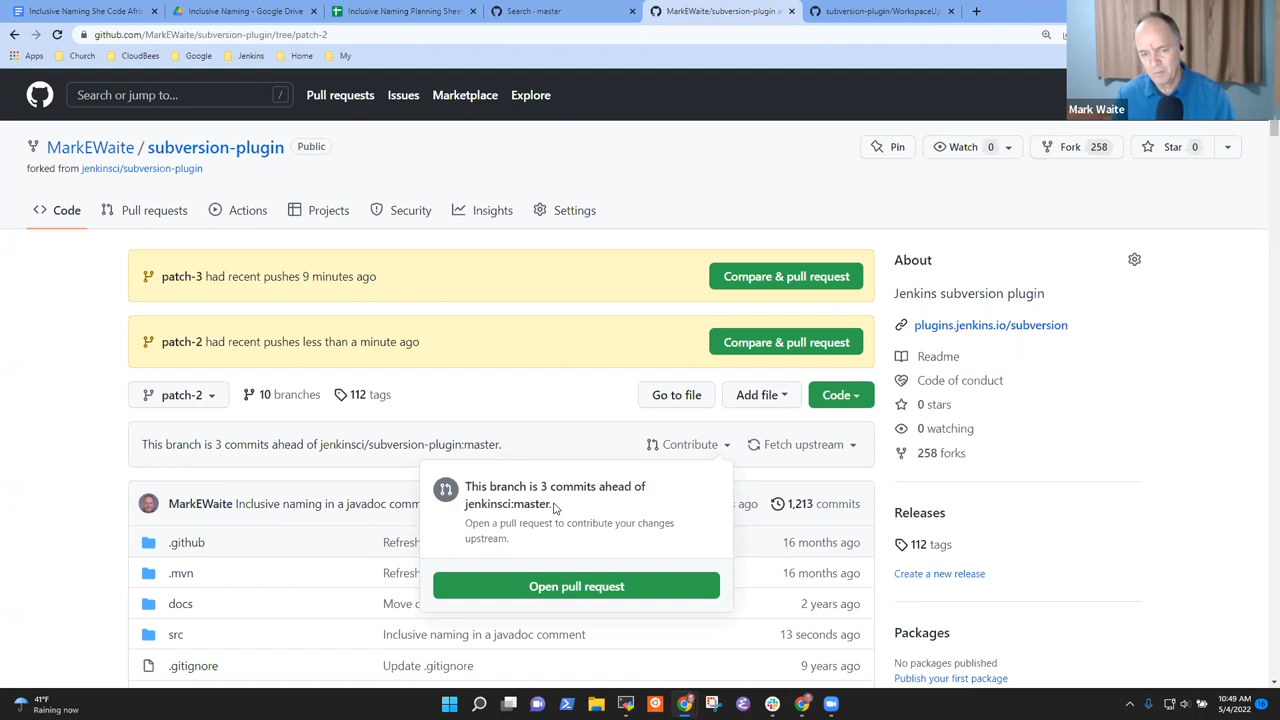 Inclusive Naming She Code Afri
Inclusive Naming - Google Drive
Inclusive Naming Planning Shee
Search - master
MarkEWaite/subversion-plugin a
subversion-plugin/WorkspaceUp
github.com/MarkEWaite/subversion-plugin/tree/patch-2
Apps
Church
CloudBees
Google
Jenkins
Home
My
Search or jump to...
/
Pull requests
Issues
Marketplace
Explore
Mark Waite
MarkEWaite / subversion-plugin
Public
forked from jenkinsci/subversion-plugin
Pin
Watch 0
Fork 258
Star 0
Code
Pull requests
Actions
Projects
Security
Insights
Settings
patch-3 had recent pushes 9 minutes ago
Compare & pull request
patch-2 had recent pushes less than a minute ago
Compare & pull request
patch-2
10 branches
112 tags
Go to file
Add file
Code
This branch is 3 commits ahead of jenkinsci/subversion-plugin:master.
Contribute
Fetch upstream
This branch is 3 commits ahead of
jenkinsci:master.
Open a pull request to contribute your changes
upstream.
Open pull request
MarkEWaite Inclusive naming in a javadoc comm
ago
1,213 commits
.github
Refresh
16 months ago
.mvn
Refresh
16 months ago
docs
Move
2 years ago
src
Inclusive naming in a javadoc comment
13 seconds ago
.gitignore
Update .gitignore
9 years ago
About
Jenkins subversion plugin
plugins.jenkins.io/subversion
Readme
Code of conduct
0 stars
0 watching
258 forks
Releases
112 tags
Create a new release
Packages
No packages published
Publish your first package
41°F
Raining now
10:49 AM
5/4/2022